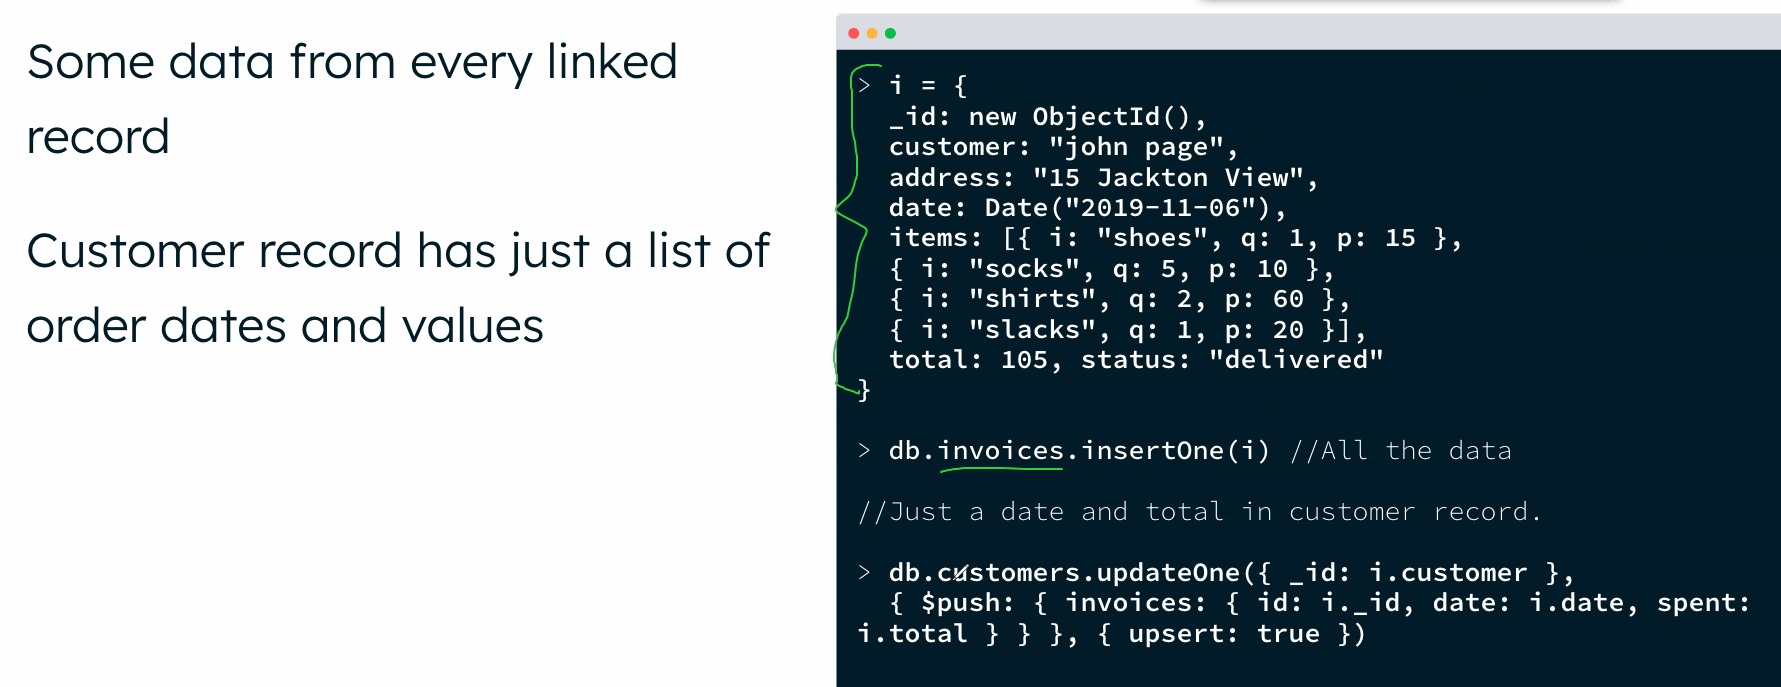 Some data from every linked
record
Customer record has just a list of
order dates and values
> i = {
_id: new ObjectId(),
customer: "john page",
address: "15 Jackton View",
date: Date("2019-11-06"),
items: [{ i: "shoes", q: 1, p: 15 },
{ i: "socks", q: 5, p: 10 },
{ i: "shirts", q: 2, p: 60 },
{ i: "slacks", q: 1, p: 20 }],
total: 105, status: "delivered"
}
> db.invoices.insertOne(i) //All the data
//Just a date and total in customer record.
> db.customers.updateOne({ _id: i.customer },
{ $push: { invoices: { id: i._id, date: i.date, spent:
i.total } } }, { upsert: true })